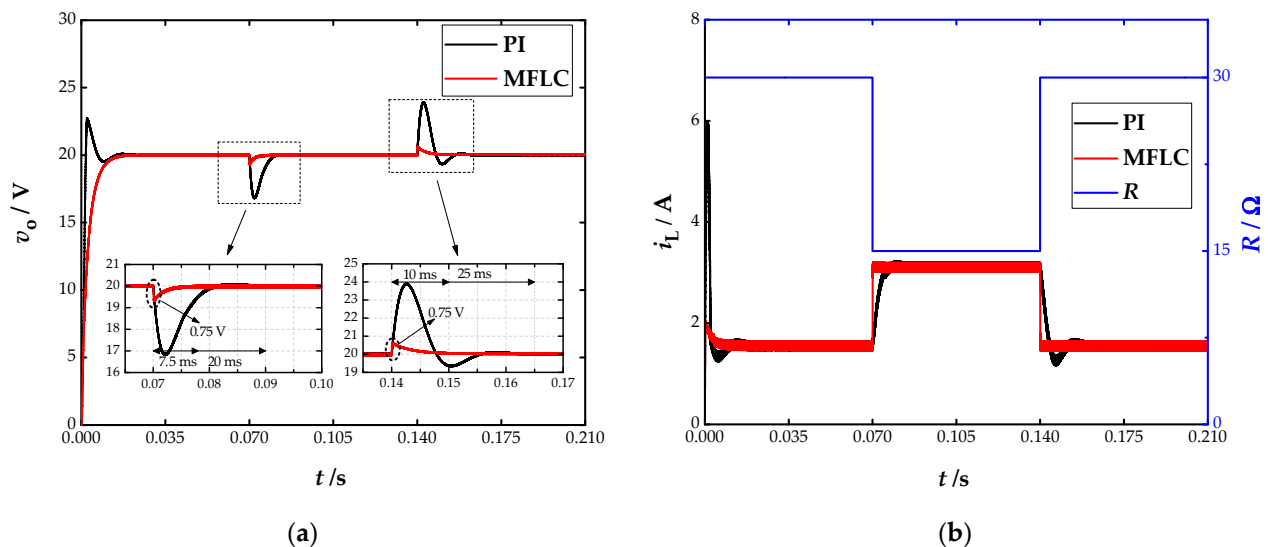 30
25
20
15
10
5
0
v_o / V
PI
MFLC
21
20
19
18
17
16
0.75 V
7.5 ms
20 ms
0.07
0.08
0.09
0.10
25
24
23
22
21
20
19
10 ms
25 ms
0.75 V
0.14
0.15
0.16
0.17
0.000
0.035
0.070
0.105
0.140
0.175
0.210
t /s
(a)
8
6
4
2
0
i_L / A
PI
MFLC
R
30
15
0
R / Ω
0.000
0.035
0.070
0.105
0.140
0.175
0.210
t /s
(b)